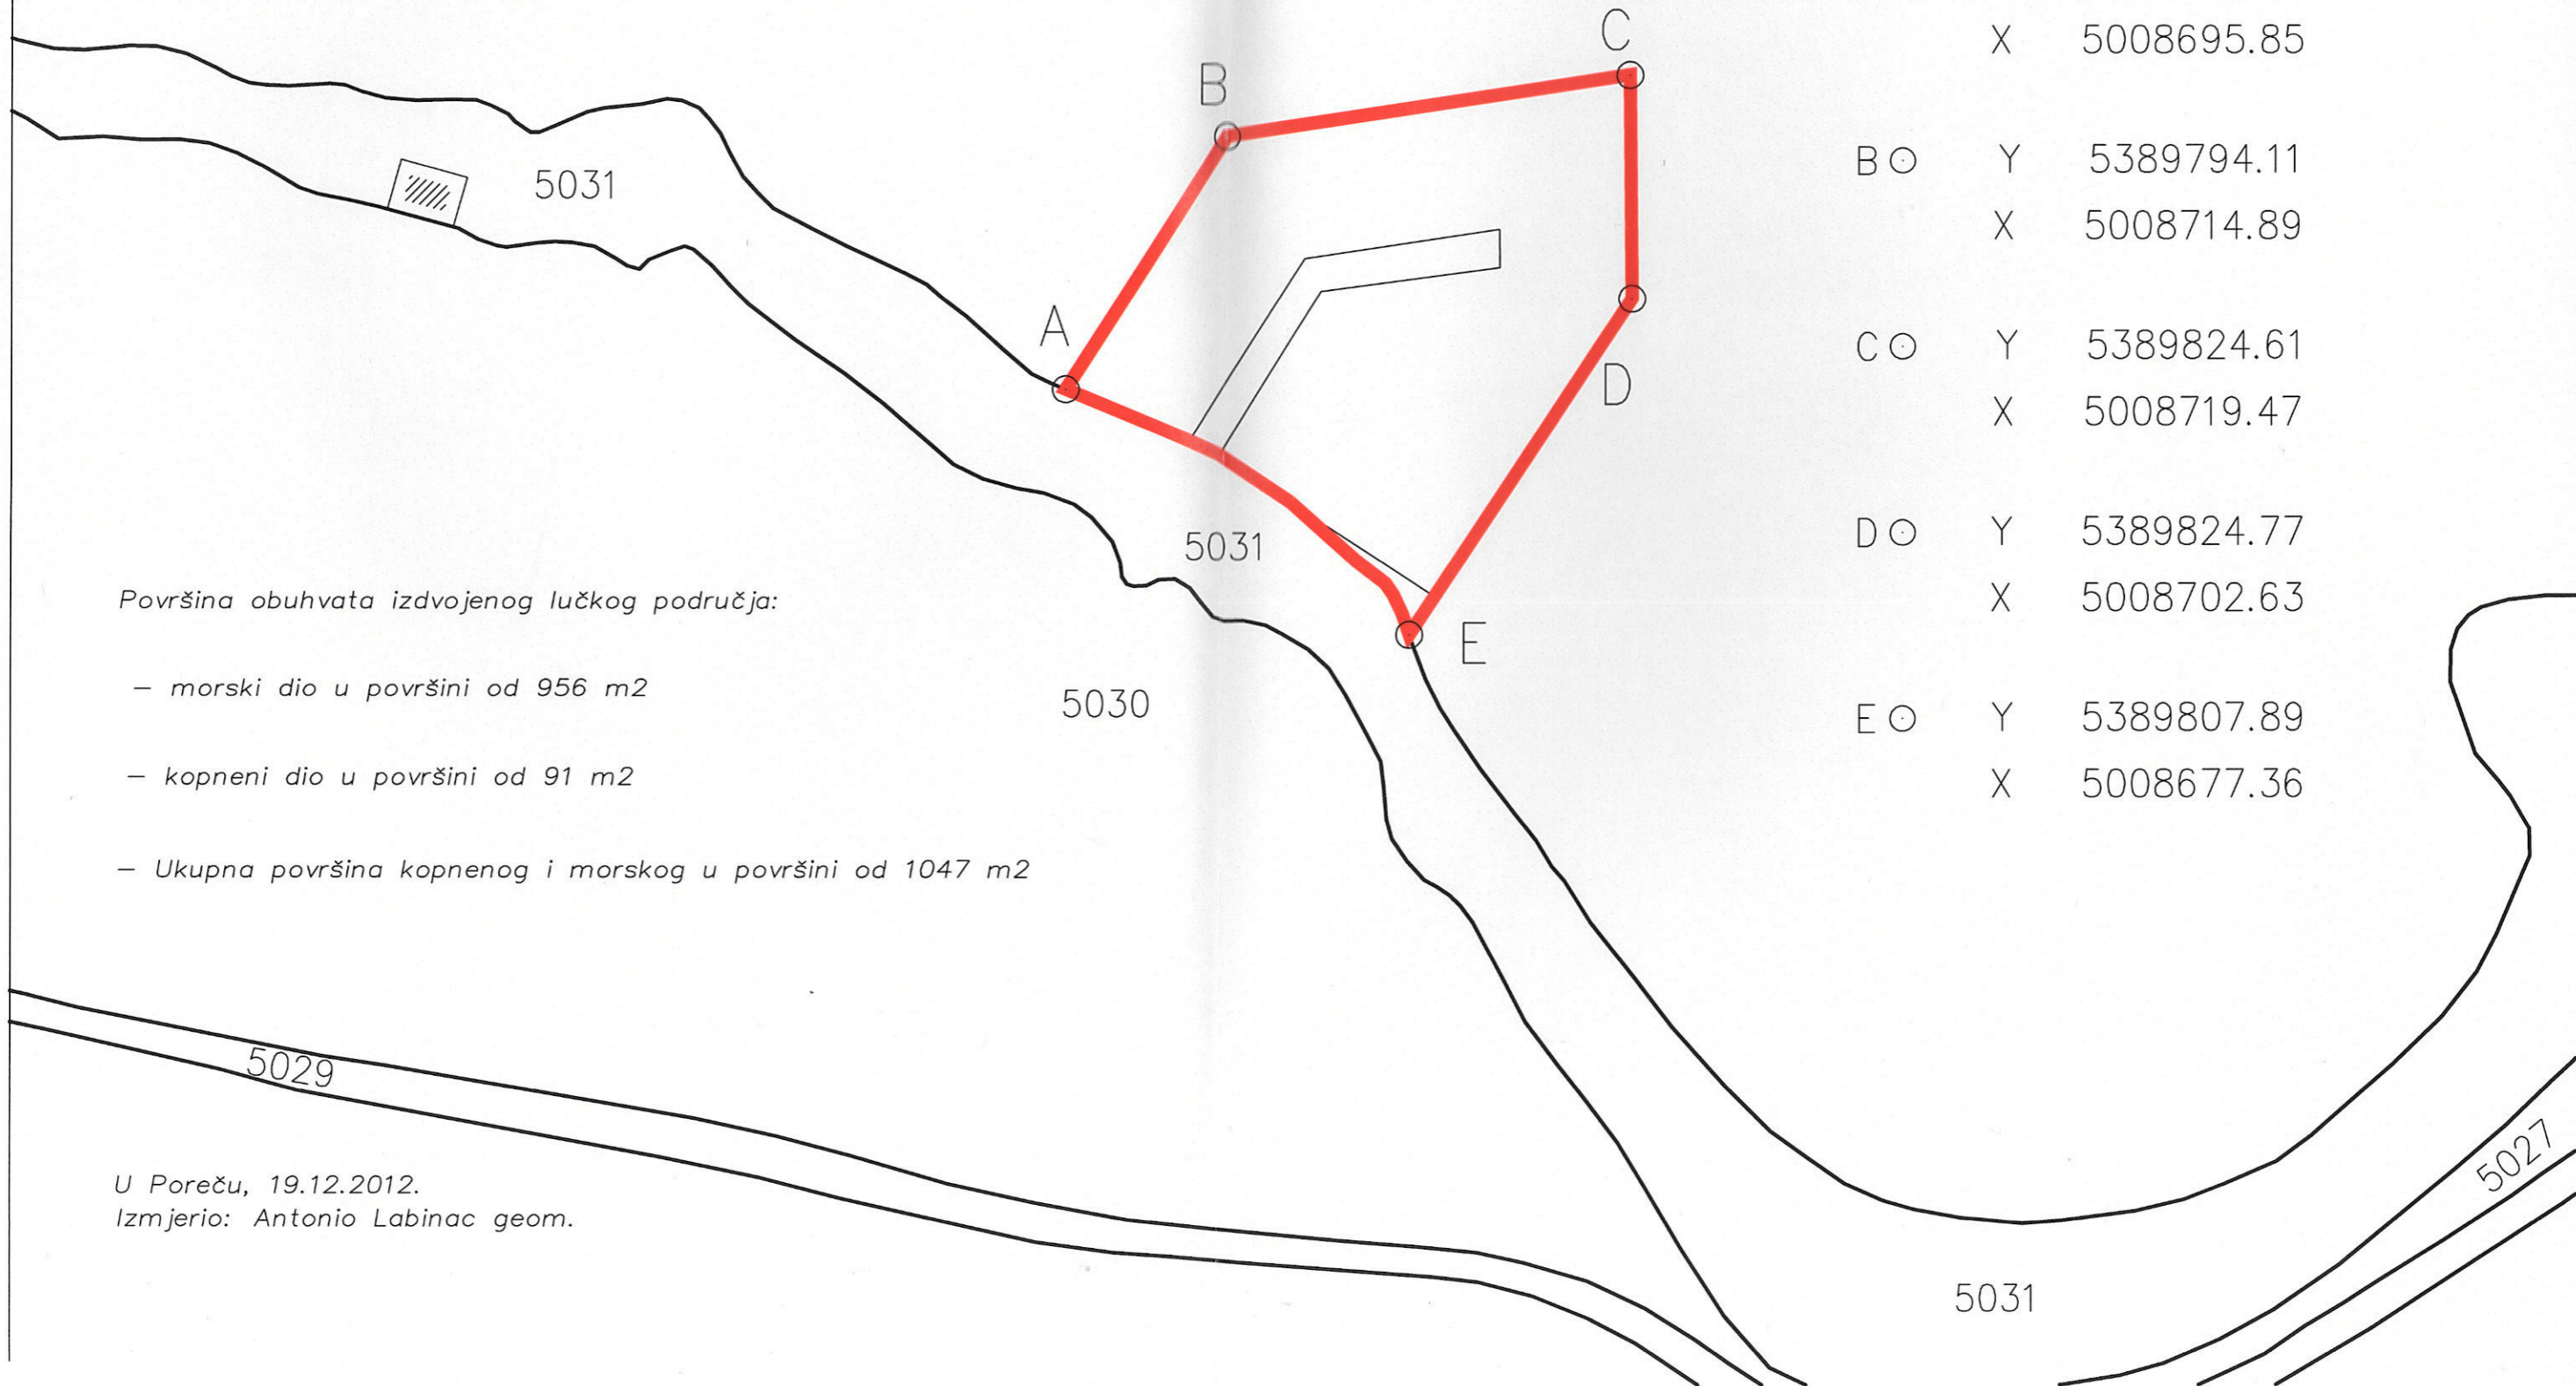 C
X 5008695.85
B
B Y 5389794.11
5031
X 5008714.89
A
C Y 5389824.61
D
X 5008719.47
D Y 5389824.77
5031
Površina obuhvata izdvojenog lučkog područja:
X 5008702.63
E
– morski dio u površini od 956 m2
5030
E Y 5389807.89
– kopneni dio u površini od 91 m2
X 5008677.36
– Ukupna površina kopnenog i morskog u površini od 1047 m2
5029
5027
U Poreču, 19.12.2012.
Izmjerio: Antonio Labinac geom.
5031